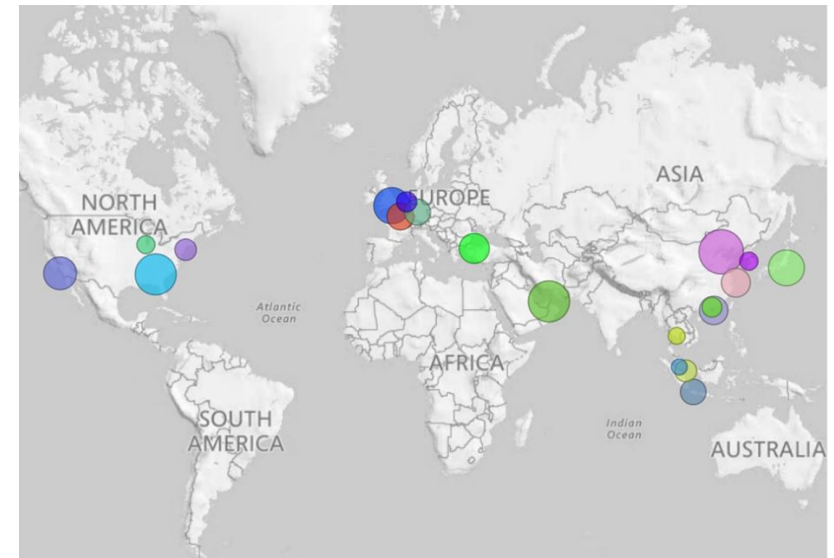 ASIA
EUROPE
NORTH
AMERICA
Atlantic
Ocean
AFRICA
SOUTH
AMERICA
Indian
Ocean
AUSTRALIA